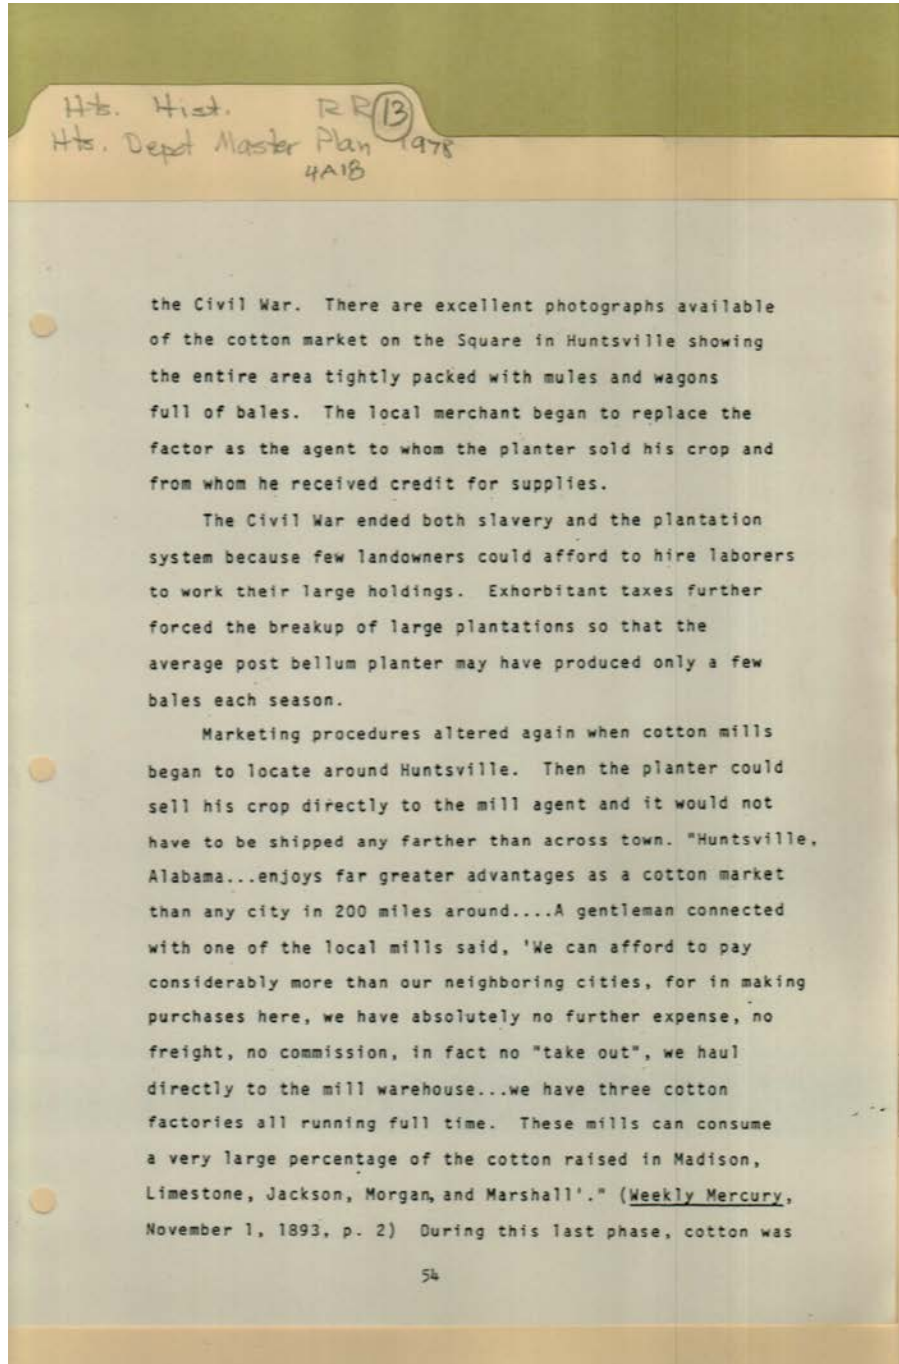 Hts. Hist. RR 13
Hts. Depot Master Plan 1978
4A18
the Civil War. There are excellent photographs available
of the cotton market on the Square in Huntsville showing
the entire area tightly packed with mules and wagons
full of bales. The local merchant began to replace the
factor as the agent to whom the planter sold his crop and
from whom he received credit for supplies.
The Civil War ended both slavery and the plantation
system because few landowners could afford to hire laborers
to work their large holdings. Exhorbitant taxes further
forced the breakup of large plantations so that the
average post bellum planter may have produced only a few
bales each season.
Marketing procedures altered again when cotton mills
began to locate around Huntsville. Then the planter could
sell his crop directly to the mill agent and it would not
have to be shipped any farther than across town. "Huntsville,
Alabama...enjoys far greater advantages as a cotton market
than any city in 200 miles around....A gentleman connected
with one of the local mills said, 'We can afford to pay
considerably more than our neighboring cities, for in making
purchases here, we have absolutely no further expense, no
freight, no commission, in fact no "take out", we haul
directly to the mill warehouse...we have three cotton
factories all running full time. These mills can consume
a very large percentage of the cotton raised in Madison,
Limestone, Jackson, Morgan, and Marshall'." (Weekly Mercury,
November 1, 1893, p. 2) During this last phase, cotton was
54